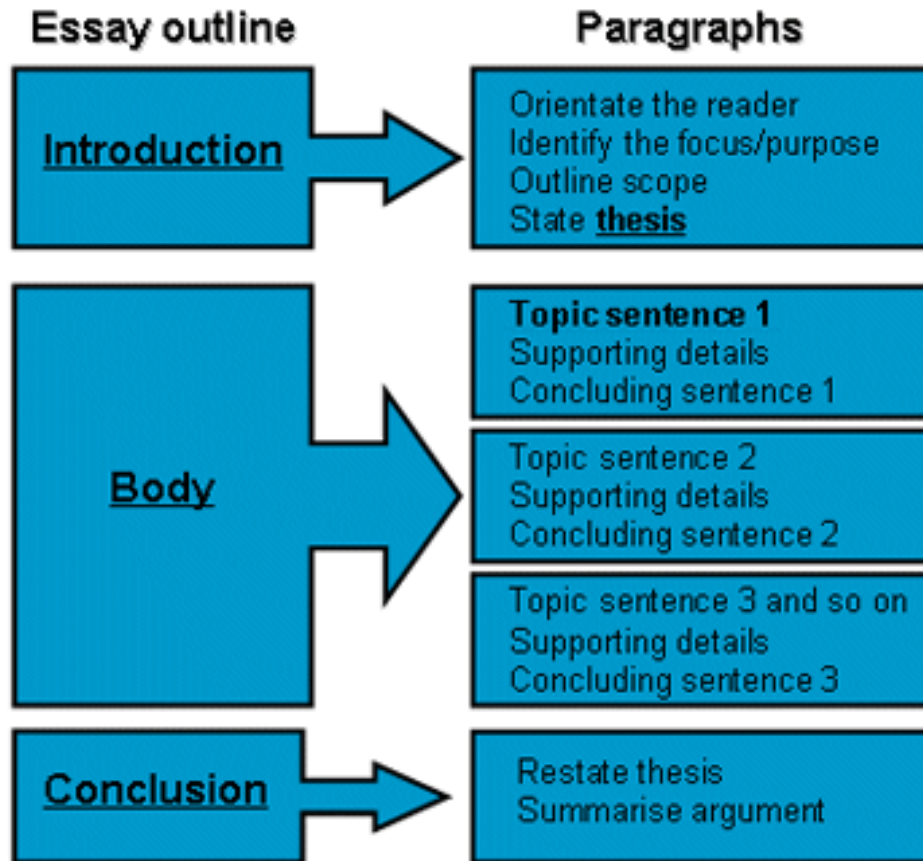 Essay outline
Paragraphs
Introduction
Orientate the reader
Identify the focus/purpose
Outline scope
State thesis
Body
Topic sentence 1
Supporting details
Concluding sentence 1
Topic sentence 2
Supporting details
Concluding sentence 2
Topic sentence 3 and so on
Supporting details
Concluding sentence 3
Conclusion
Restate thesis
Summarise argument